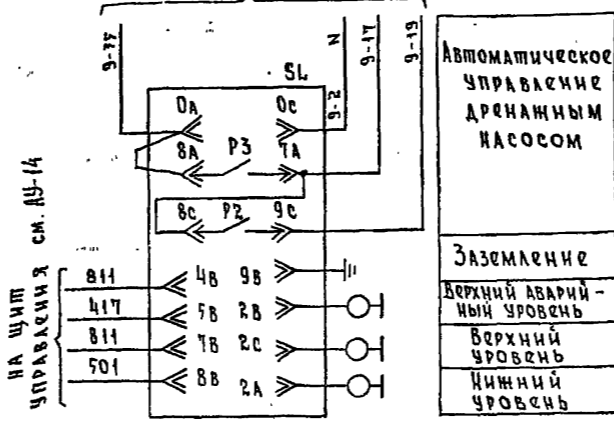 9-75
N
9-2
9-17
9-19
SL
0А 0С
8А Р3 7А
8С Р2 9С
811 4В 9В
417 5В 2В
811 7В 2С
501 8В 2А
НА ЩИТ
УПРАВЛЕНИЯ см. АУ-14
АВТОМАТИЧЕСКОЕ
УПРАВЛЕНИЕ
ДРЕНАЖНЫМ
НАСОСОМ
ЗАЗЕМЛЕНИЕ
ВЕРХНИЙ АВАРИЙ-
НЫЙ УРОВЕНЬ
ВЕРХНИЙ
УРОВЕНЬ
НИЖНИЙ
УРОВЕНЬ